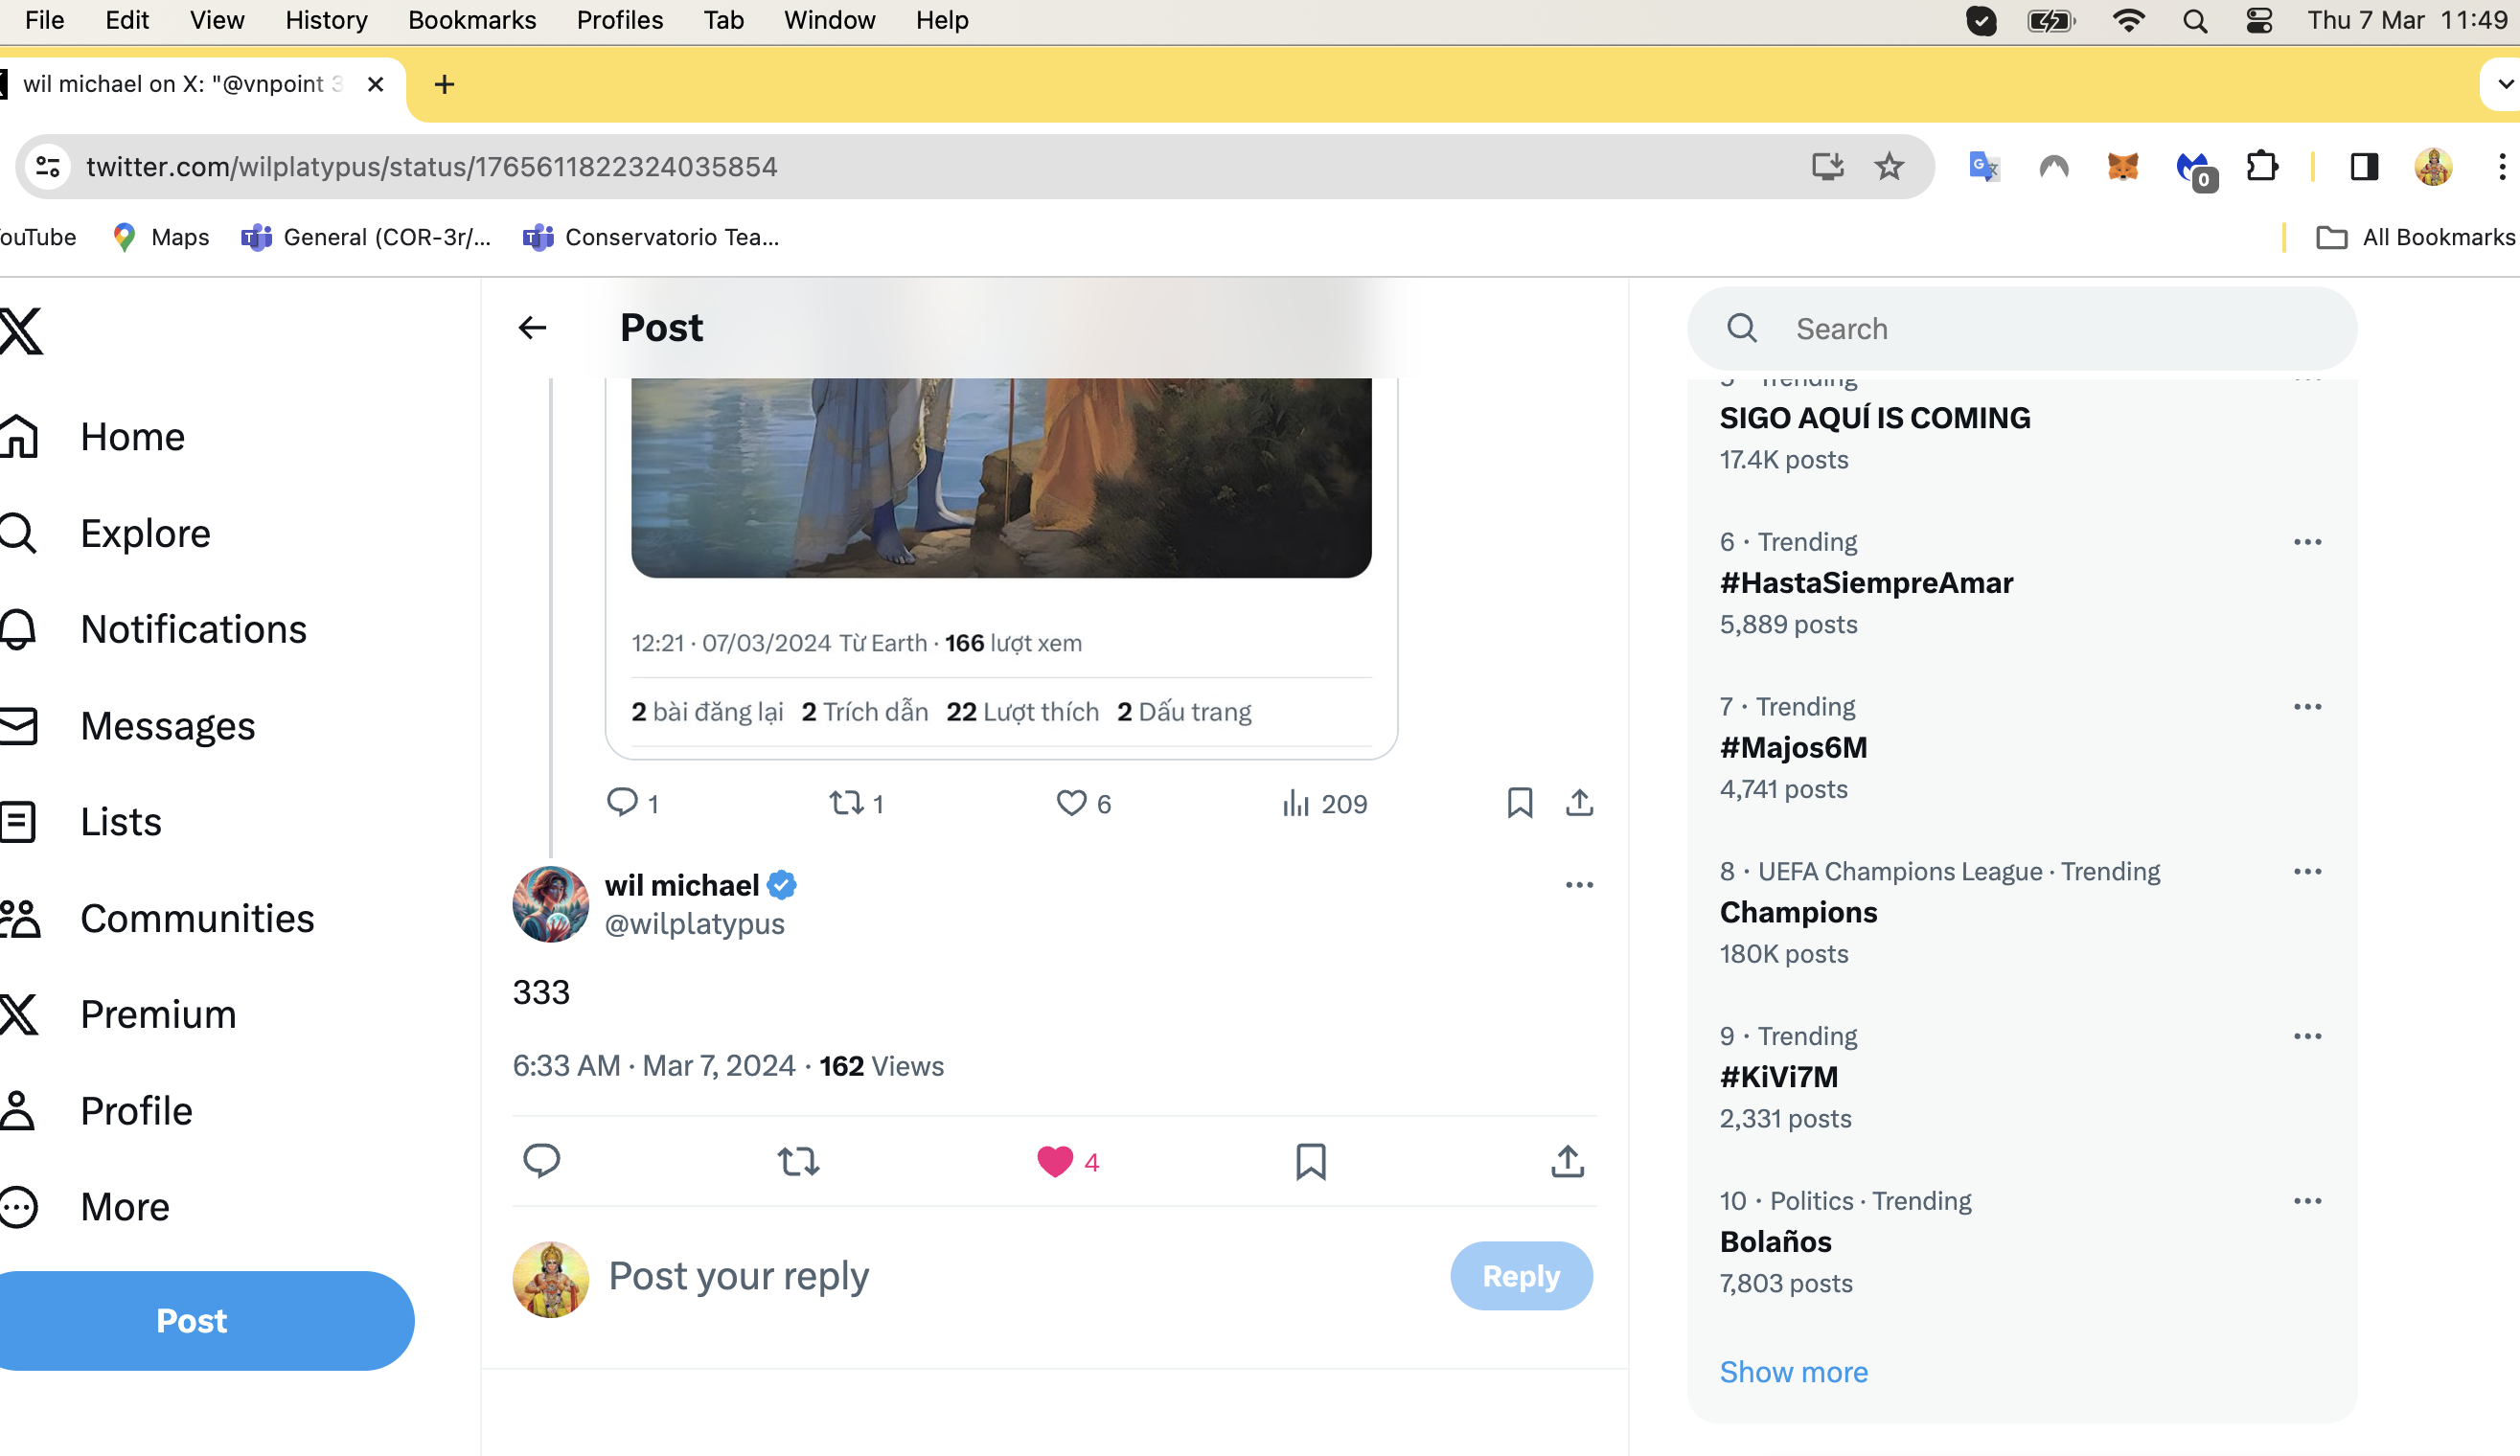 File Edit View History Bookmarks Profiles Tab Window Help Thu 7 Mar 11:49
wil michael on X: "@vnpoint 3
twitter.com/wilplatypus/status/1765611822324035854
0
ouTube Maps General (COR-3r/... Conservatorio Tea... All Bookmarks
Home
Explore
Notifications
Messages
Lists
Communities
Premium
Profile
More
Post
Post
12:21 · 07/03/2024 Từ Earth · 166 lượt xem
2 bài đăng lại 2 Trích dẫn 22 Lượt thích 2 Dấu trang
1 1 6 209
wil michael
@wilplatypus
333
6:33 AM · Mar 7, 2024 · 162 Views
4
Post your reply Reply
Search
5 · Trending
SIGO AQUÍ IS COMING
17.4K posts
6 · Trending
#HastaSiempreAmar
5,889 posts
7 · Trending
#Majos6M
4,741 posts
8 · UEFA Champions League · Trending
Champions
180K posts
9 · Trending
#KiVi7M
2,331 posts
10 · Politics · Trending
Bolaños
7,803 posts
Show more